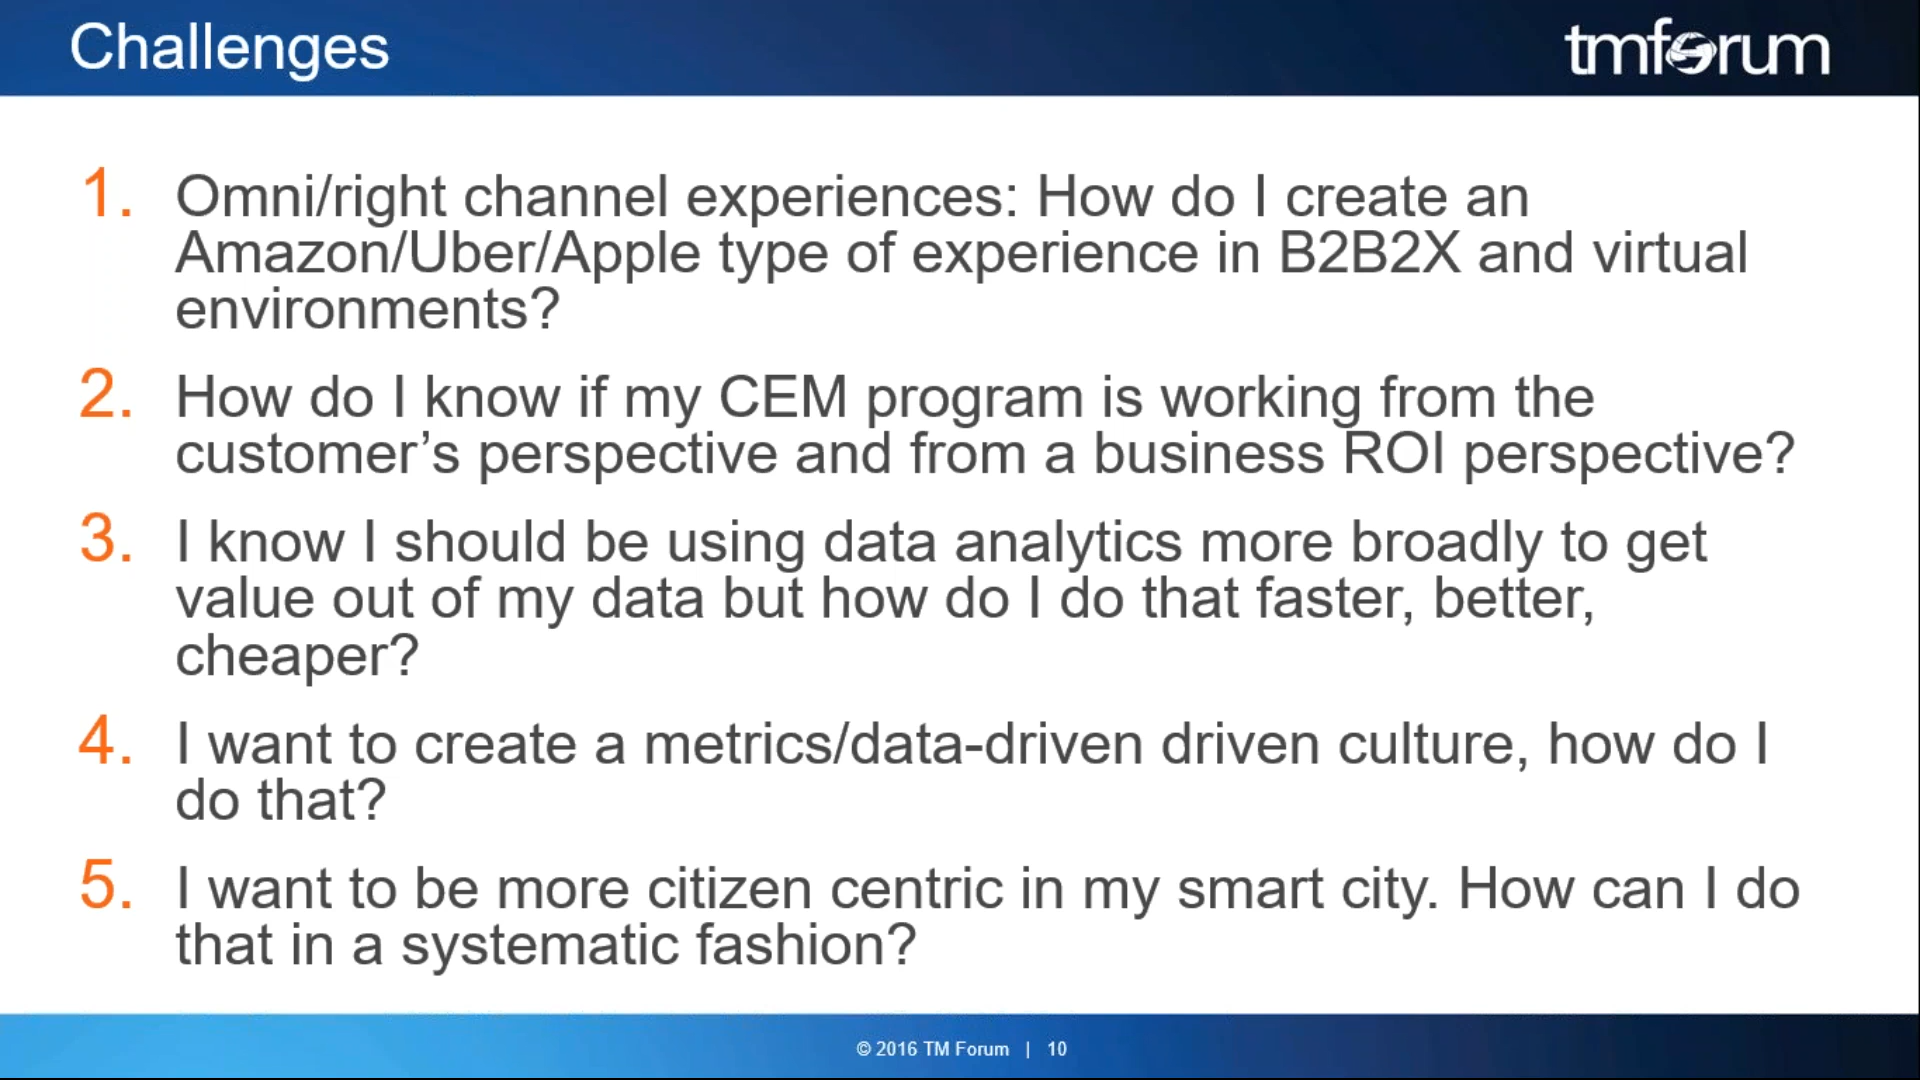 Challenges
tmforum
1. Omni/right channel experiences: How do I create an
Amazon/Uber/Apple type of experience in B2B2X and virtual
environments?
2. How do I know if my CEM program is working from the
customer’s perspective and from a business ROI perspective?
3. I know I should be using data analytics more broadly to get
value out of my data but how do I do that faster, better,
cheaper?
4. I want to create a metrics/data-driven driven culture, how do I
do that?
5. I want to be more citizen centric in my smart city. How can I do
that in a systematic fashion?
© 2016 TM Forum | 10